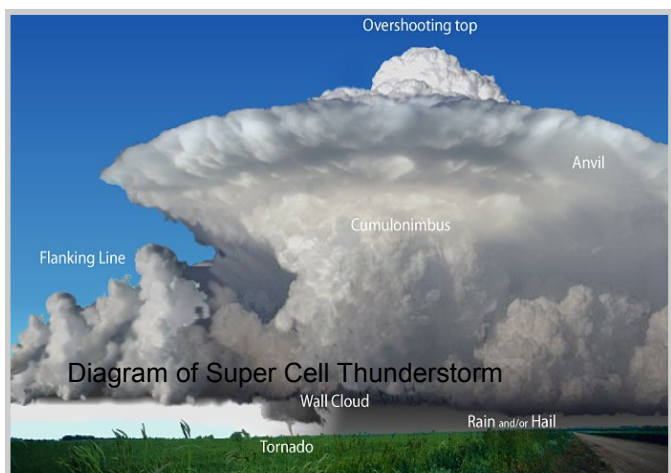 Overshooting top
Anvil
Cumulonimbus
Flanking Line
Diagram of Super Cell Thunderstorm
Wall Cloud
Rain and/or Hail
Tornado